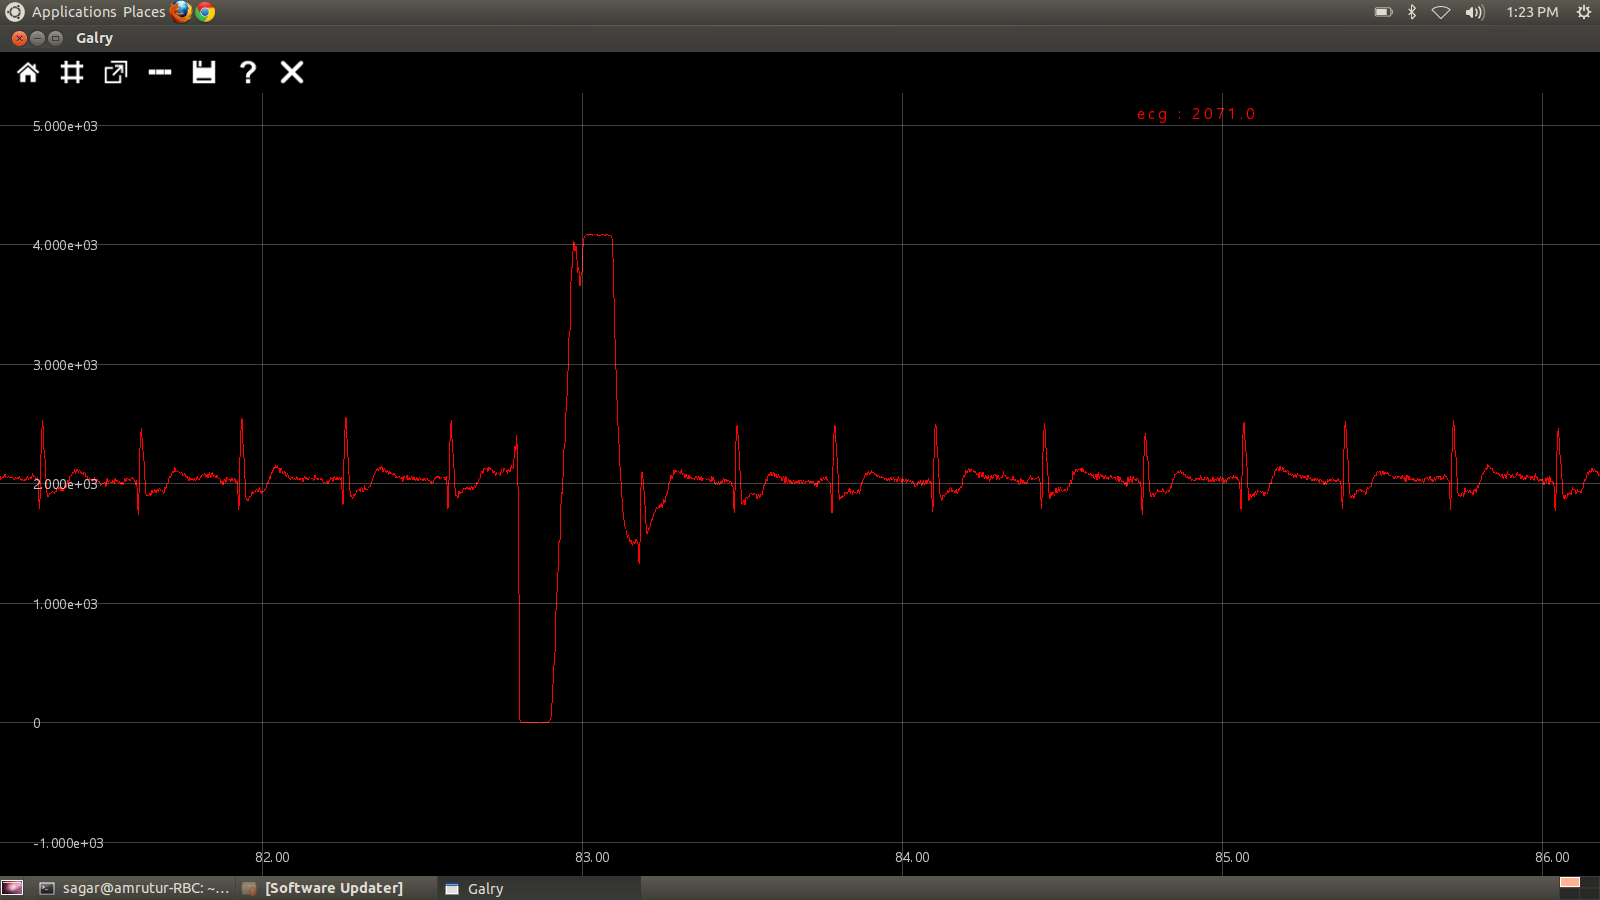 Applications Places 1:23 PM
Galry
?
ecg : 2071.0
5.000e+03
4.000e+03
3.000e+03
2.000e+03
1.000e+03
0
-1.000e+03
82.00 83.00 84.00 85.00 86.00
sagar@amrutur-RBC: ~... [Software Updater] Galry